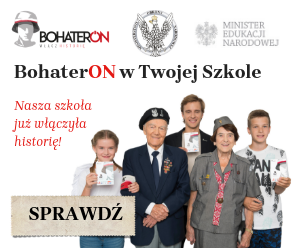 BOHATERON
WŁĄCZ HISTORIĘ
MINISTER
EDUKACJI
NARODOWEJ
BohaterON w Twojej Szkole
Nasza szkoła
już włączyła
historię!
SPRAWDŹ